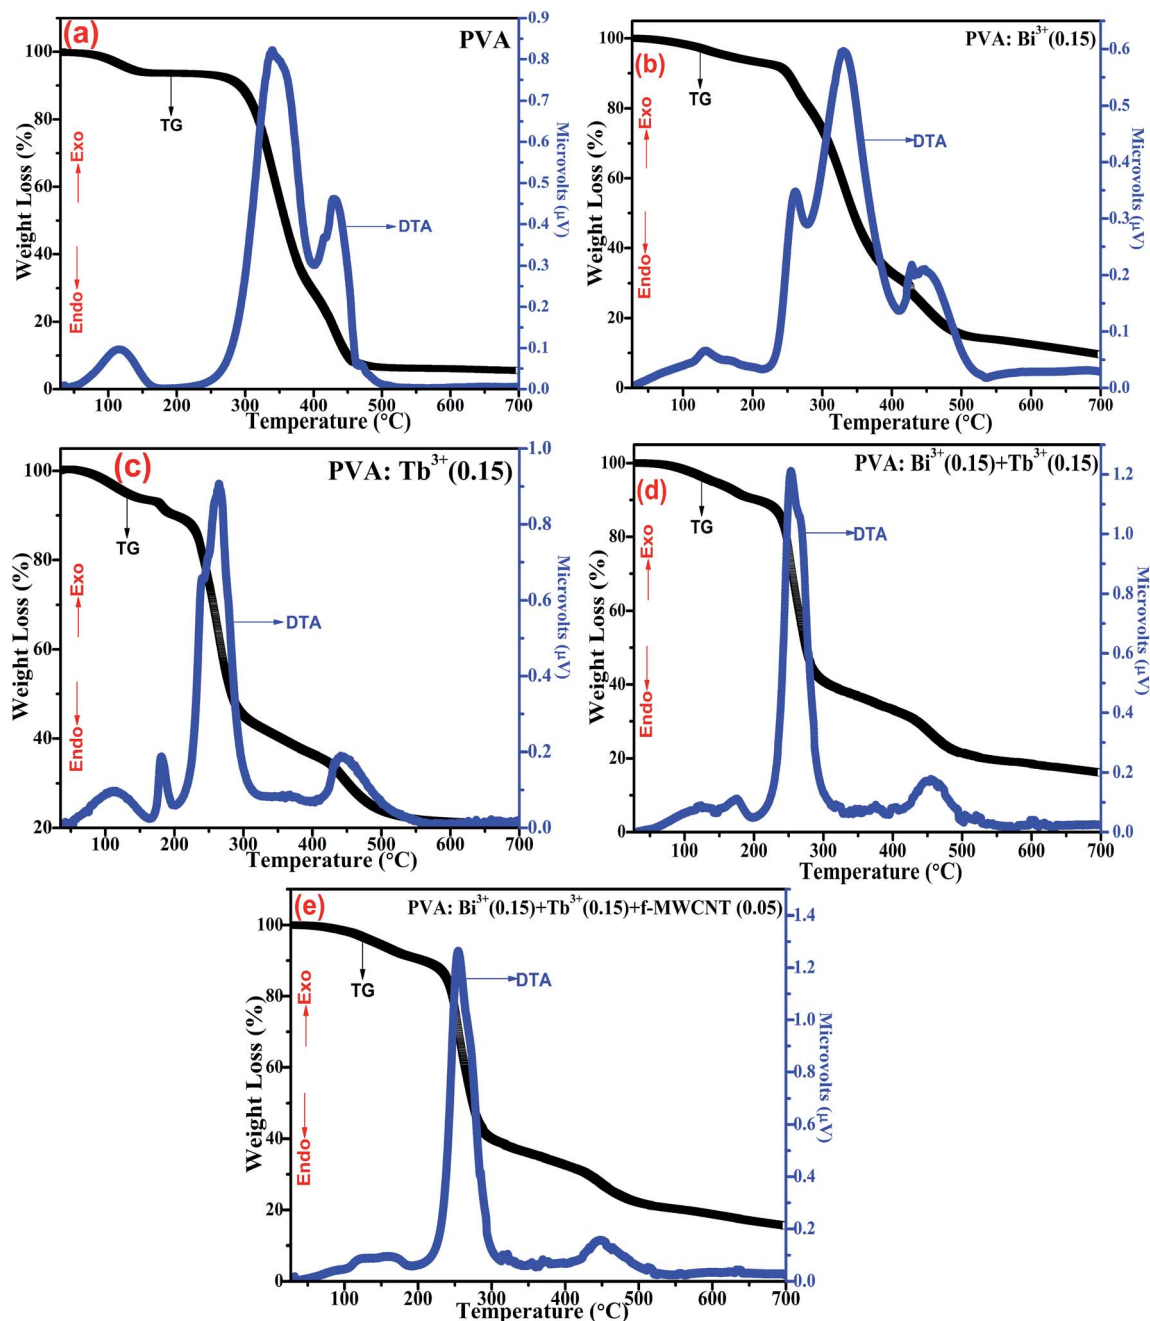 (a)
PVA
TG
DTA
Exo
Endo
Weight Loss (%)
100
80
60
40
20
0
0.9
0.8
0.7
0.6
0.5
0.4
0.3
0.2
0.1
0.0
Microvolts (µV)
100 200 300 400 500 600 700
Temperature (°C)
(b)
PVA: Bi³⁺(0.15)
TG
DTA
Exo
Endo
Weight Loss (%)
100
80
60
40
20
0
0.6
0.5
0.4
0.3
0.2
0.1
0.0
Microvolts (µV)
100 200 300 400 500 600 700
Temperature (°C)
(c)
PVA: Tb³⁺(0.15)
TG
DTA
Exo
Endo
Weight Loss (%)
100
80
60
40
20
1.0
0.8
0.6
0.4
0.2
0.0
Microvolts (µV)
100 200 300 400 500 600 700
Temperature (°C)
(d)
PVA: Bi³⁺(0.15)+Tb³⁺(0.15)
TG
DTA
Exo
Endo
Weight Loss (%)
100
80
60
40
20
0
1.2
1.0
0.8
0.6
0.4
0.2
0.0
Microvolts (µV)
100 200 300 400 500 600 700
Temperature (°C)
(e)
PVA: Bi³⁺(0.15)+Tb³⁺(0.15)+f-MWCNT (0.05)
TG
DTA
Exo
Endo
Weight Loss (%)
100
80
60
40
20
0
1.4
1.2
1.0
0.8
0.6
0.4
0.2
0.0
Microvolts (µV)
100 200 300 400 500 600 700
Temperature (°C)